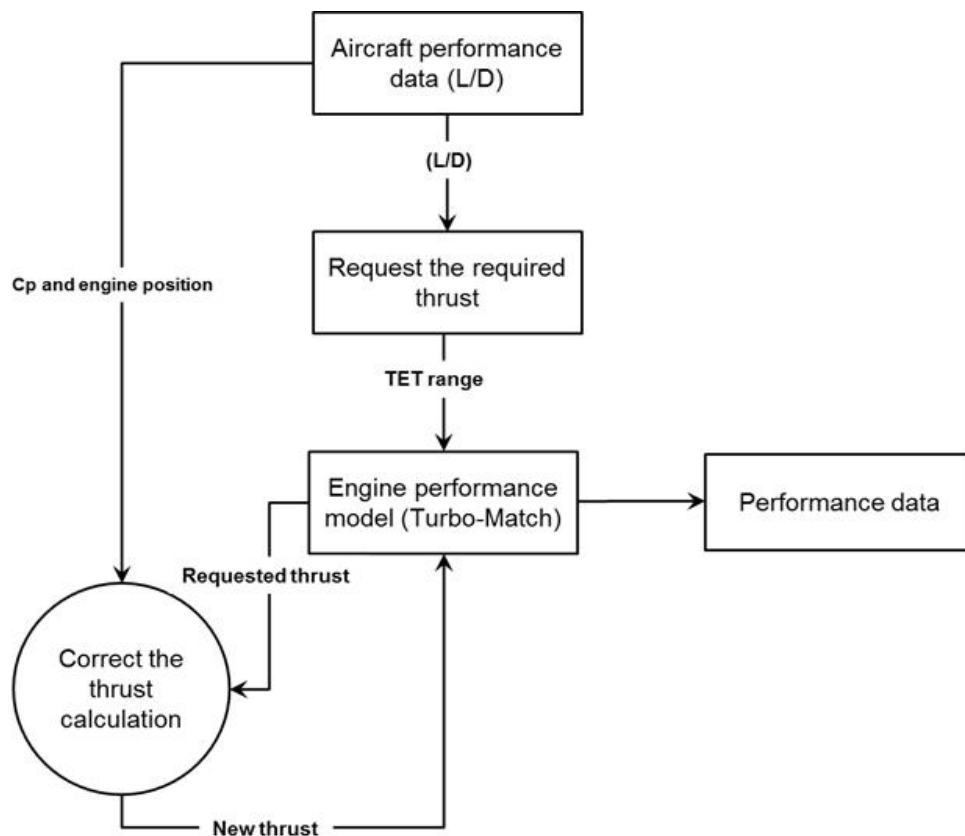 Aircraft performance
data (L/D)
(L/D)
Cp and engine position
Request the required
thrust
TET range
Engine performance
model (Turbo-Match)
Performance data
Requested thrust
Correct the
thrust
calculation
New thrust